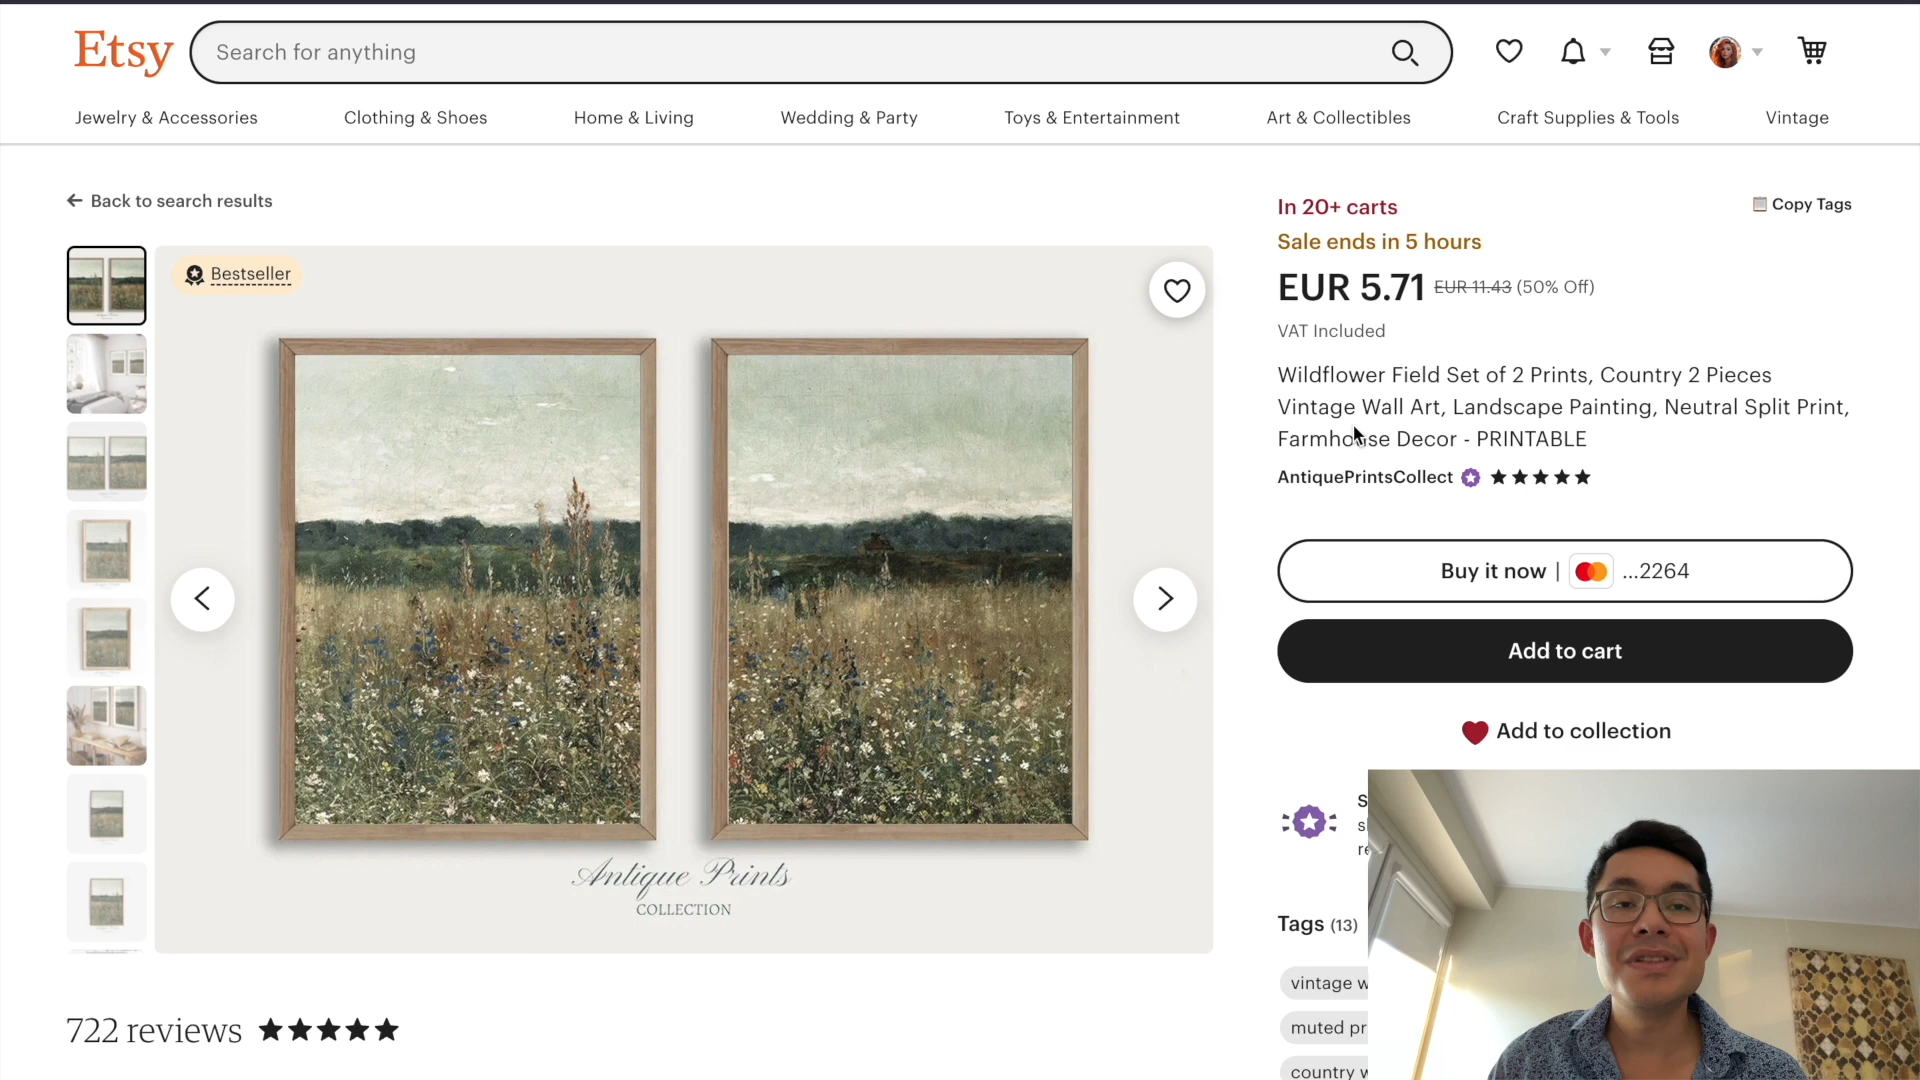 Etsy
Search for anything
Jewelry & Accessories
Clothing & Shoes
Home & Living
Wedding & Party
Toys & Entertainment
Art & Collectibles
Craft Supplies & Tools
Vintage
Back to search results
Bestseller
Antique Prints
COLLECTION
722 reviews
In 20+ carts
Copy Tags
Sale ends in 5 hours
EUR 5.71 EUR 11.43 (50% Off)
VAT Included
Wildflower Field Set of 2 Prints, Country 2 Pieces
Vintage Wall Art, Landscape Painting, Neutral Split Print,
Farmhouse Decor - PRINTABLE
AntiquePrintsCollect
Buy it now | ...2264
Add to cart
Add to collection
Tags (13)
vintage w
muted pr
country w